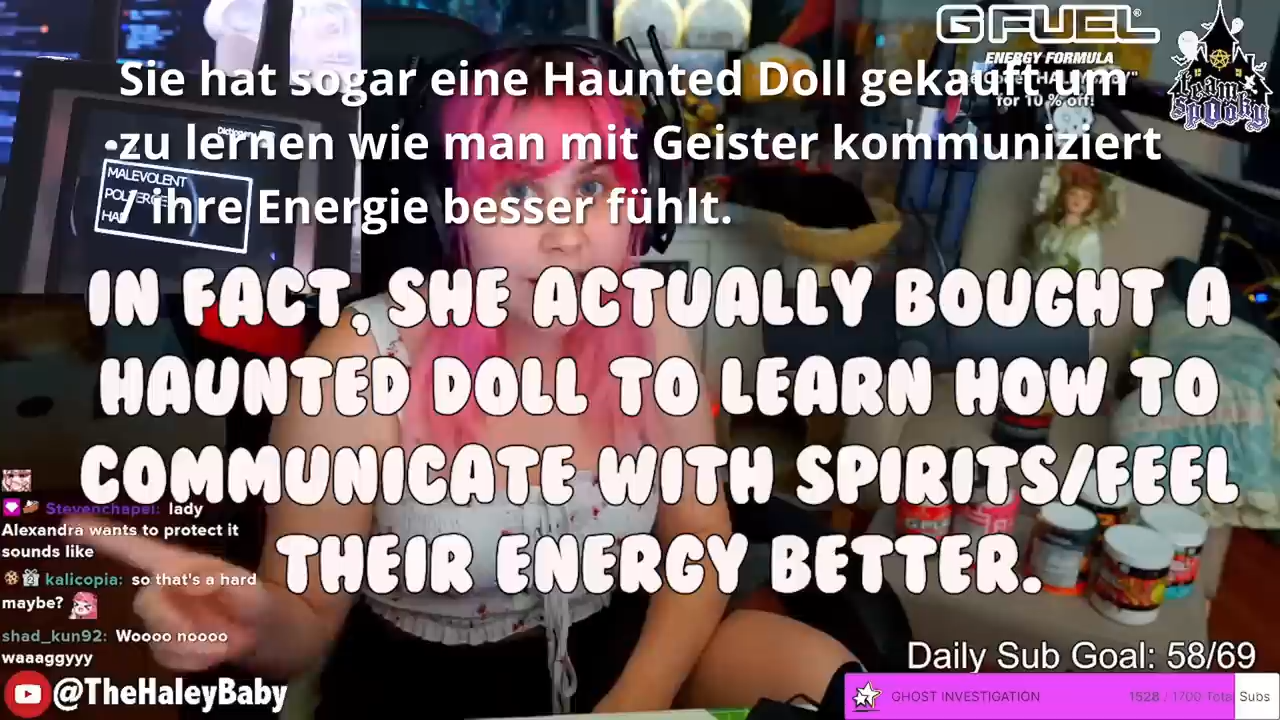 GFUEL
ENERGY FORMULA
for 10 % off!
team
spooky
Sie hat sogar eine Haunted Doll gekauft um
zu lernen wie man mit Geister kommuniziert
/ ihre Energie besser fühlt.
MALEVOLENT
IN FACT, SHE ACTUALLY BOUGHT A
HAUNTED DOLL TO LEARN HOW TO
COMMUNICATE WITH SPIRITS/FEEL
THEIR ENERGY BETTER.
Stevenchapel: lady
Alexandra wants to protect it
sounds like
kalicopia: so that's a hard
maybe?
shad_kun92: Woooo noooo
waaaggyyy
@TheHaleyBaby
Daily Sub Goal: 58/69
GHOST INVESTIGATION 1528 / 1700 Total Subs